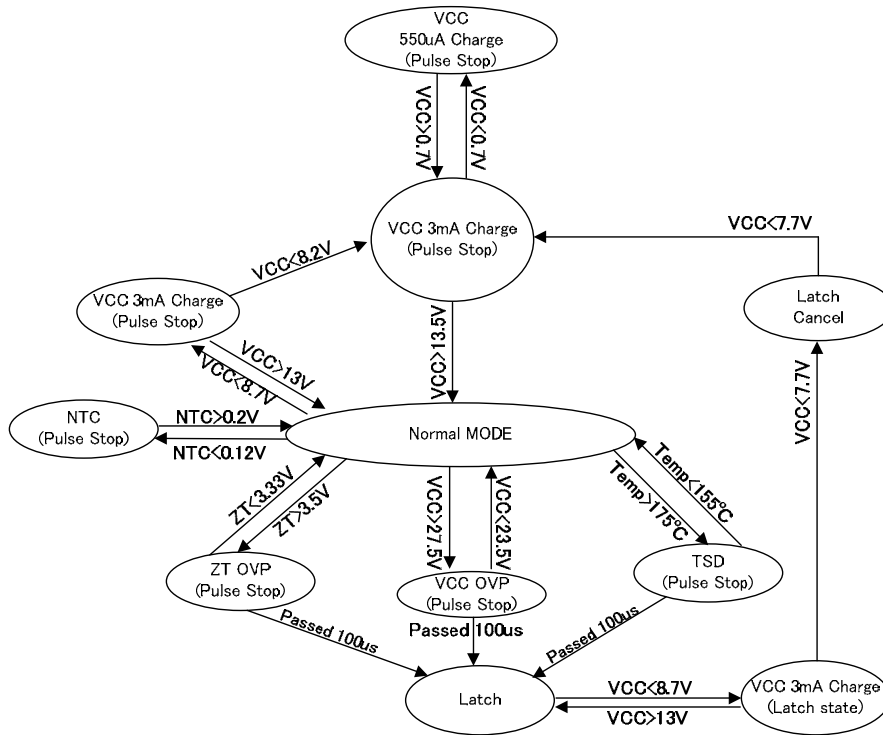 VCC
550uA Charge
(Pulse Stop)
VCC>0.7V
VCC<0.7V
VCC 3mA Charge
(Pulse Stop)
VCC<7.7V
VCC<8.2V
VCC 3mA Charge
(Pulse Stop)
Latch
Cancel
VCC>13.5V
VCC>13V
VCC<8.7V
VCC<7.7V
NTC
(Pulse Stop)
NTC>0.2V
NTC<0.12V
Normal MODE
ZT<3.33V
ZT>3.5V
VCC>27.5V
VCC<23.5V
Temp<155℃
Temp>175℃
ZT OVP
(Pulse Stop)
VCC OVP
(Pulse Stop)
TSD
(Pulse Stop)
Passed 100us
Passed 100us
Passed 100us
Latch
VCC<8.7V
VCC>13V
VCC 3mA Charge
(Latch state)